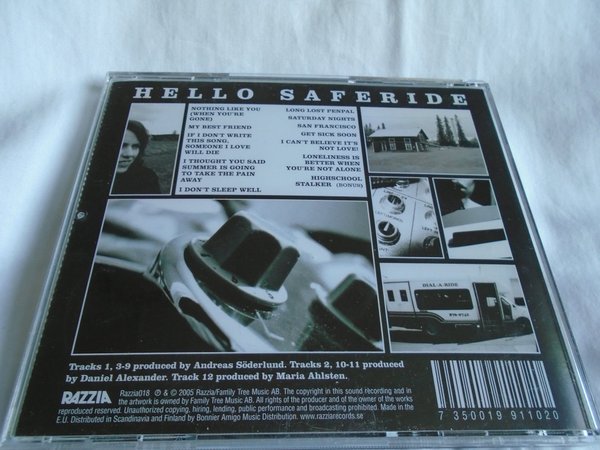 HELLO SAFERIDE
NOTHING LIKE YOU
(WHEN YOU'RE
GONE)
MY BEST FRIEND
IF I DON'T WRITE
THIS SONG,
SOMEONE I LOVE
WILL DIE
I THOUGHT YOU SAID
SUMMER IS GOING
TO TAKE THE PAIN
AWAY
I DON'T SLEEP WELL
LONG LOST PENPAL
SATURDAY NIGHTS
SAN FRANCISCO
GET SICK SOON
I CAN'T BELIEVE IT'S
NOT LOVE!
LONELINESS IS
BETTER WHEN
YOU'RE NOT ALONE
HIGHSCHOOL
STALKER (BONUS)
DIAL-A-RIDE
Tracks 1, 3-9 produced by Andreas Söderlund. Tracks 2, 10-11 produced
by Daniel Alexander. Track 12 produced by Maria Ahlsten.
RAZZIA
Razzia018 ℗ & © 2005 Razzia/Family Tree Music AB. The copyright in this sound recording and in
the artwork is owned by Family Tree Music AB. All rights of the producer and of the owner of the work
reproduced reserved. Unauthorized copying, hiring, lending, public performance and broadcasting prohibited. Made in the
E.U. Distributed in Scandinavia and Finland by Bonnier Amigo Music Distribution. www.razziarecords.se
7 350019 911020